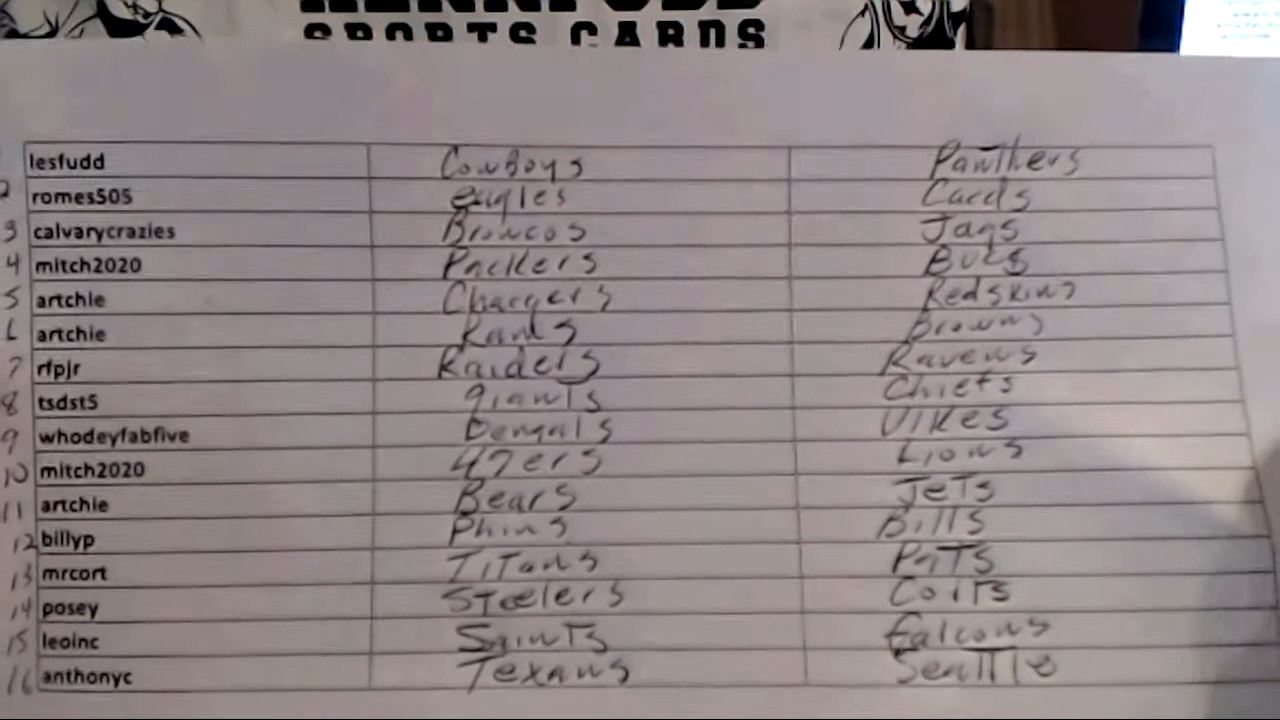 SPORTS CARDS
lesfudd Cowboys Panthers
2 romes505 eagles Cards
3 calvarycrazies Broncos Jags
4 mitch2020 Packers Bucs
5 artchie Chargers Redskins
6 artchie Rams Browns
7 rfpjr Raiders Ravens
8 tsdst5 giants Chiefs
9 whodeyfabfive Bengals Vikes
10 mitch2020 49ers Lions
11 artchie Bears Jets
12 billyp Phins Bills
13 mrcort Titans Pats
14 posey Steelers Colts
15 leoinc Saints falcons
16 anthonyc Texans Seattle